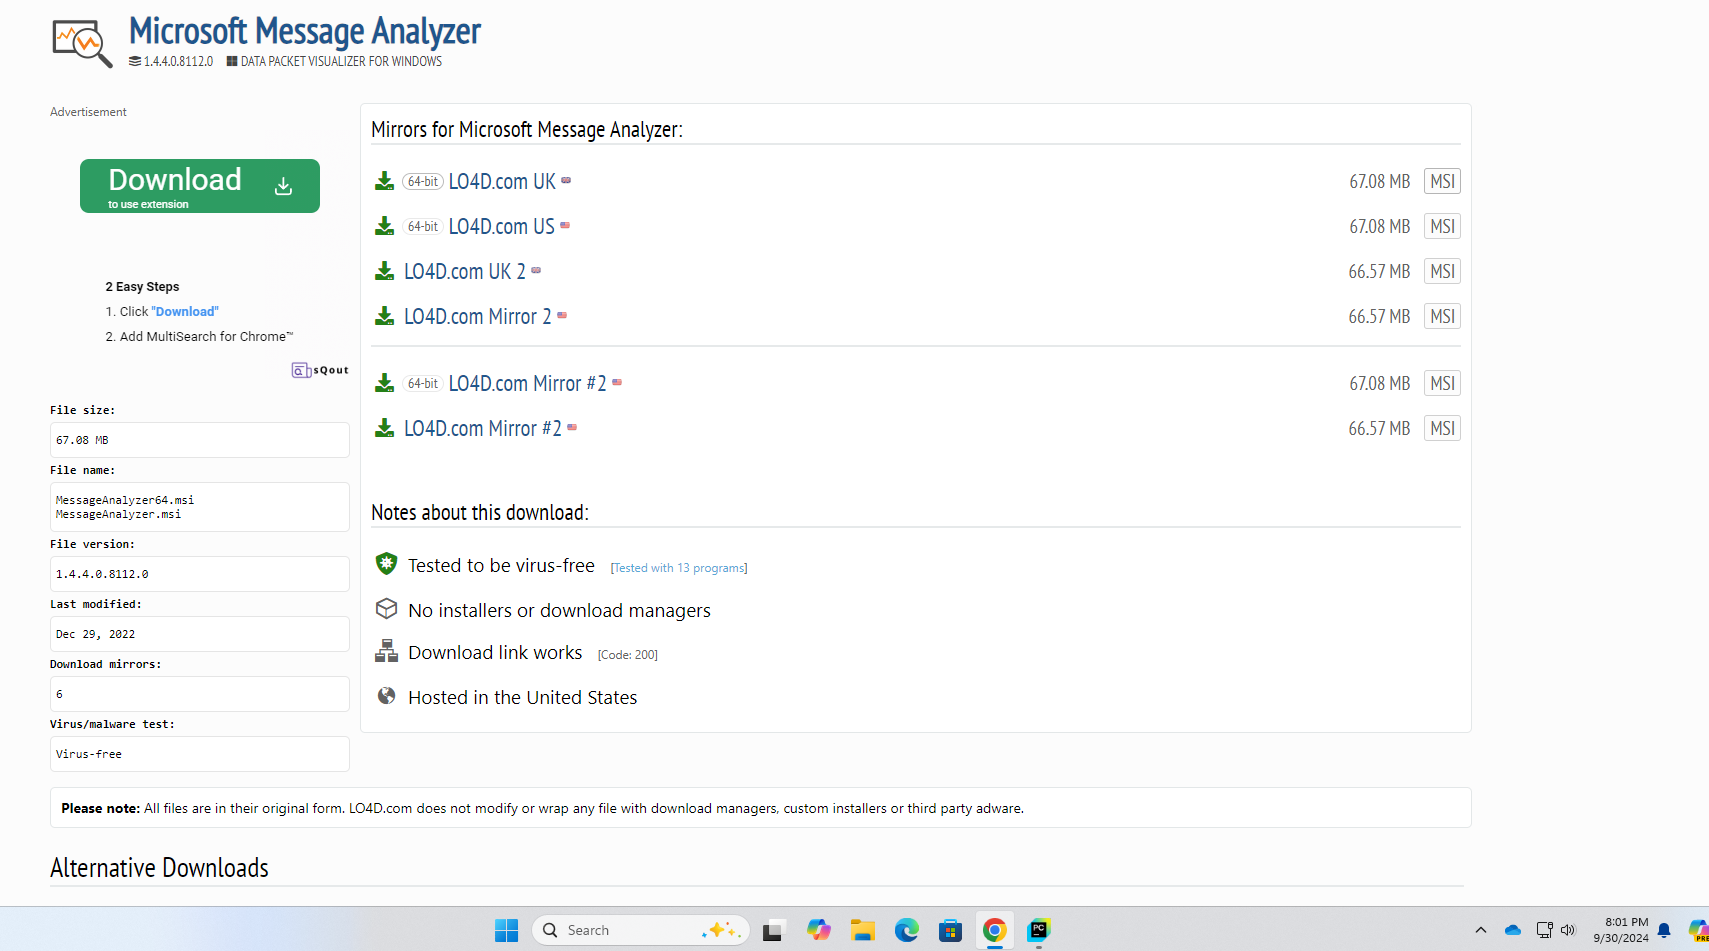 Microsoft Message Analyzer
1.4.4.0.8112.0 DATA PACKET VISUALIZER FOR WINDOWS
Advertisement
Download
to use extension
2 Easy Steps
1. Click "Download"
2. Add MultiSearch for Chrome™
sQout
File size:
67.08 MB
File name:
MessageAnalyzer64.msi
MessageAnalyzer.msi
File version:
1.4.4.0.8112.0
Last modified:
Dec 29, 2022
Download mirrors:
6
Virus/malware test:
Virus-free
Mirrors for Microsoft Message Analyzer:
64-bit LO4D.com UK 67.08 MB MSI
64-bit LO4D.com US 67.08 MB MSI
LO4D.com UK 2 66.57 MB MSI
LO4D.com Mirror 2 66.57 MB MSI
64-bit LO4D.com Mirror #2 67.08 MB MSI
LO4D.com Mirror #2 66.57 MB MSI
Notes about this download:
Tested to be virus-free [Tested with 13 programs]
No installers or download managers
Download link works [Code: 200]
Hosted in the United States
Please note: All files are in their original form. LO4D.com does not modify or wrap any file with download managers, custom installers or third party adware.
Alternative Downloads
Search
PC
8:01 PM
9/30/2024
PRE